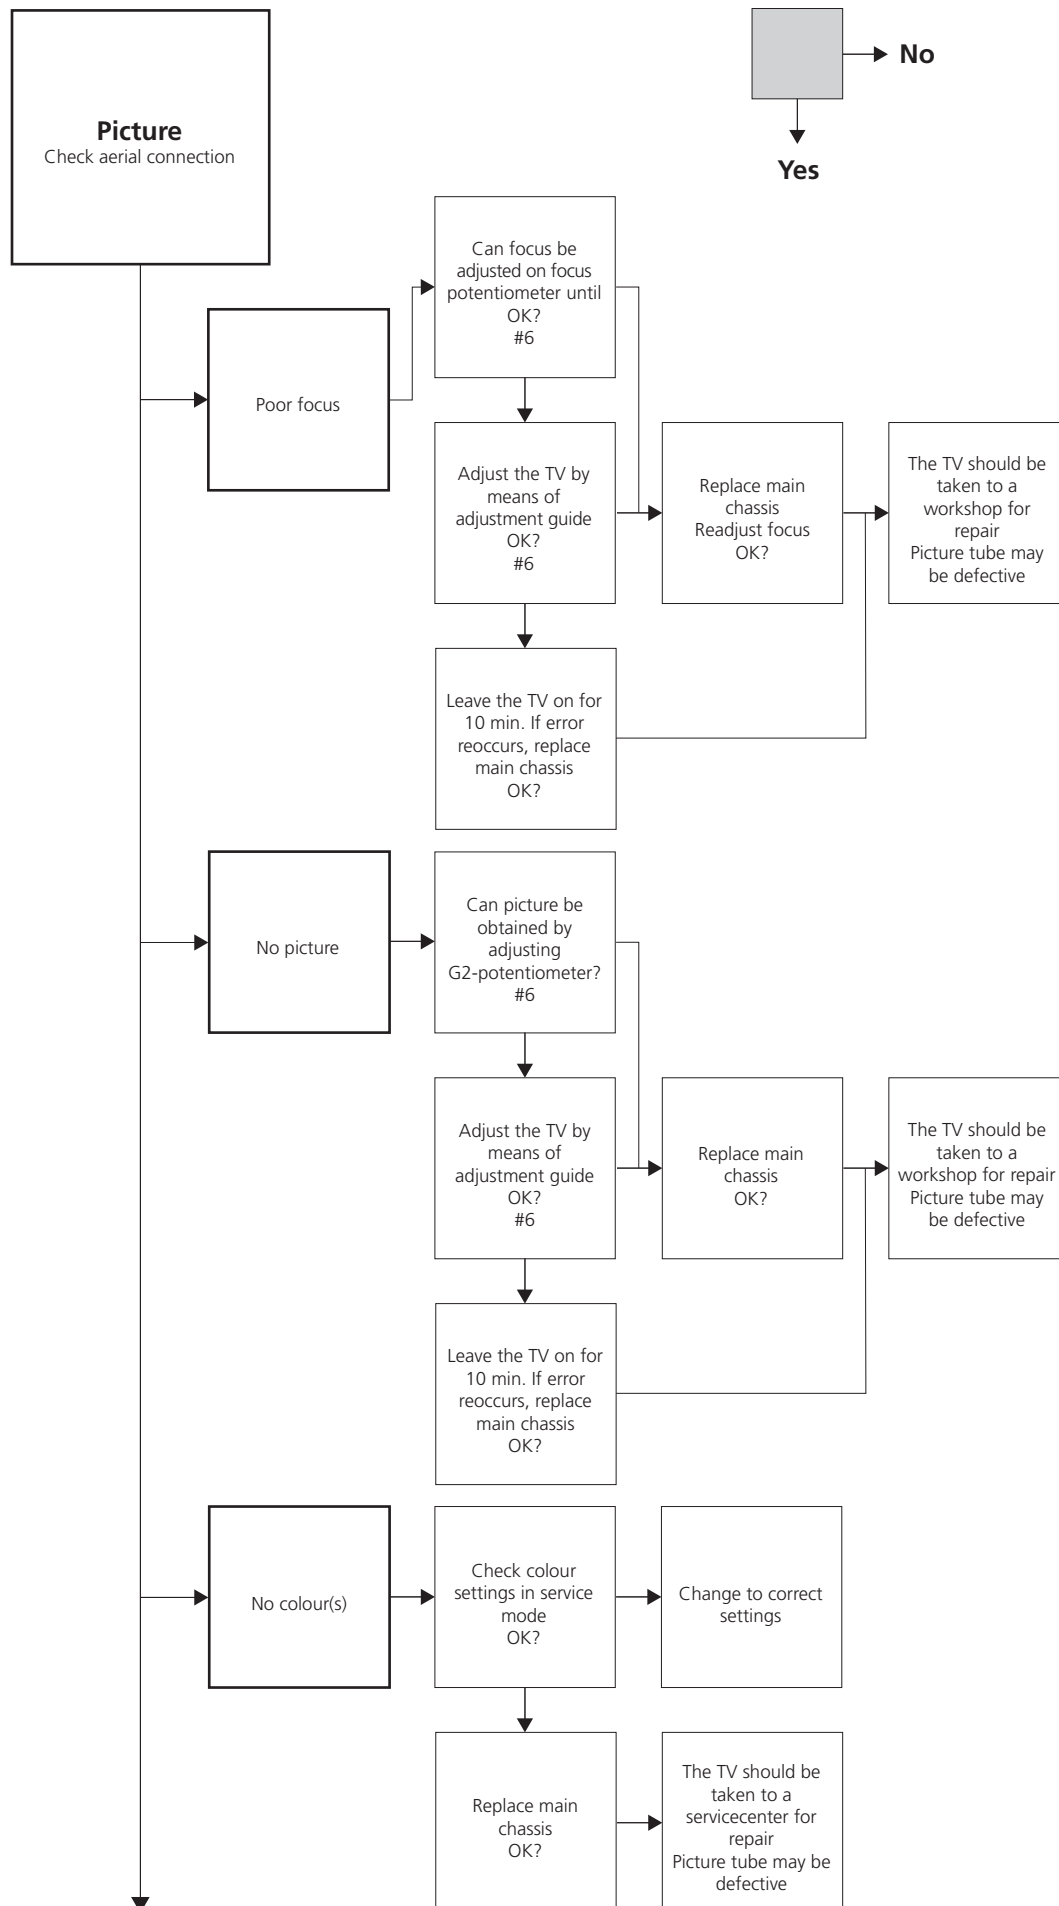 Picture
Check aerial connection
No
Yes
Poor focus
Can focus be
adjusted on focus
potentiometer until
OK?
#6
Adjust the TV by
means of
adjustment guide
OK?
#6
Replace main
chassis
Readjust focus
OK?
The TV should be
taken to a
workshop for
repair
Picture tube may
be defective
Leave the TV on for
10 min. If error
reoccurs, replace
main chassis
OK?
No picture
Can picture be
obtained by
adjusting
G2-potentiometer?
#6
Adjust the TV by
means of
adjustment guide
OK?
#6
Replace main
chassis
OK?
The TV should be
taken to a
workshop for repair
Picture tube may
be defective
Leave the TV on for
10 min. If error
reoccurs, replace
main chassis
OK?
No colour(s)
Check colour
settings in service
mode
OK?
Change to correct
settings
Replace main
chassis
OK?
The TV should be
taken to a
servicecenter for
repair
Picture tube may be
defective